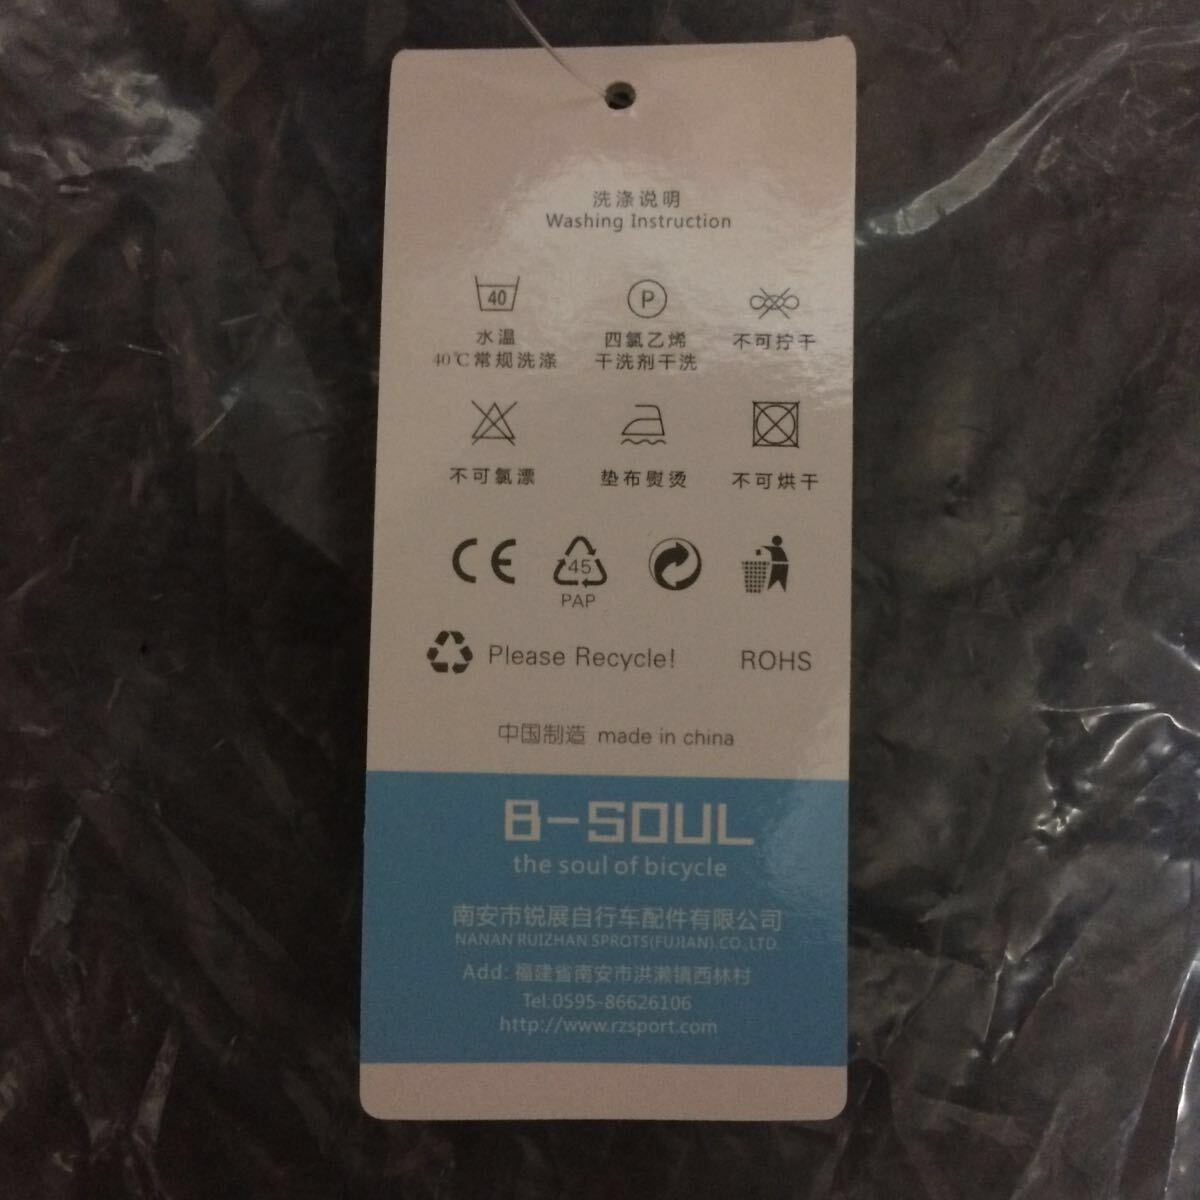 洗涤说明
Washing Instruction
40 P
水温 四氯乙烯 不可拧干
40℃常规洗涤 干洗剂干洗
不可氯漂 垫布熨烫 不可烘干
CE 45
PAP
Please Recycle! ROHS
中国制造 made in china
B-SOUL
the soul of bicycle
南安市锐展自行车配件有限公司
NANAN RUIZHAN SPROTS(FUJIAN).CO.,LTD.
Add: 福建省南安市洪濑镇西林村
Tel:0595-86626106
http://www.rzsport.com